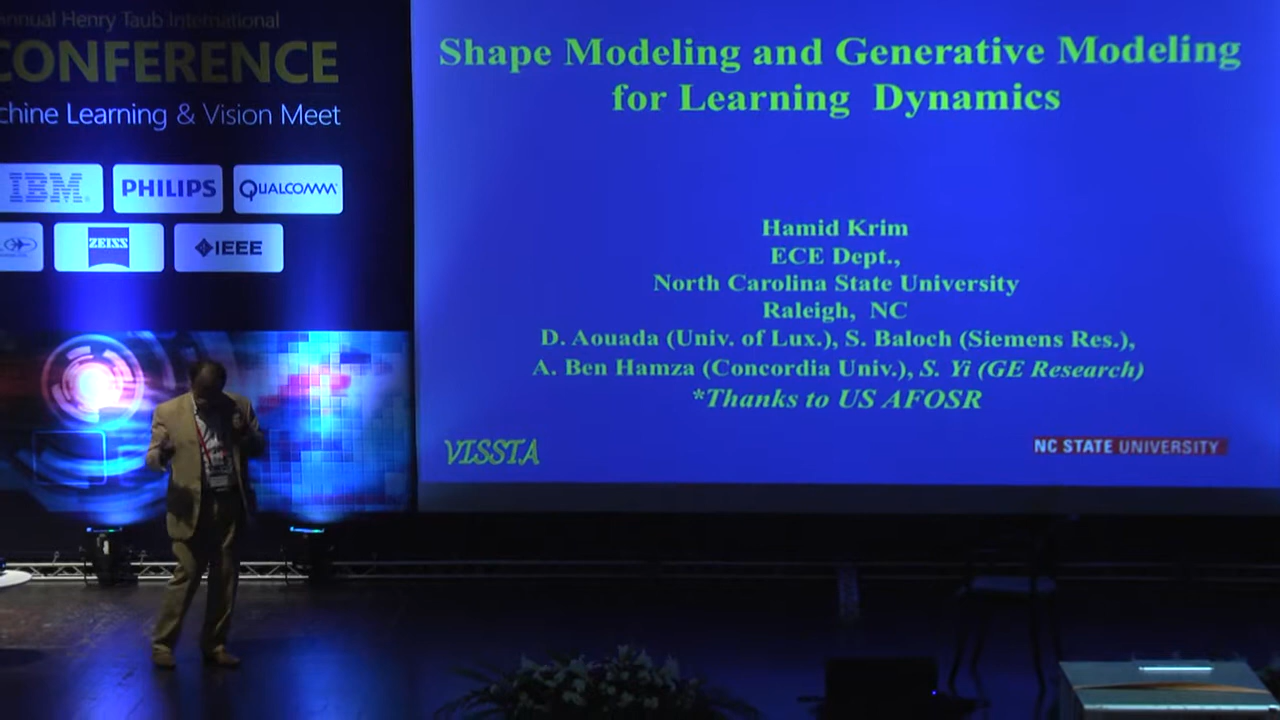 nnual Henry Taub International
CONFERENCE
chine Learning & Vision Meet
IBM
PHILIPS
QUALCOMM
ZEISS
IEEE
Shape Modeling and Generative Modeling
for Learning Dynamics
Hamid Krim
ECE Dept.,
North Carolina State University
Raleigh, NC
D. Aouada (Univ. of Lux.), S. Baloch (Siemens Res.),
A. Ben Hamza (Concordia Univ.), S. Yi (GE Research)
*Thanks to US AFOSR
VISSTA
NC STATE UNIVERSITY